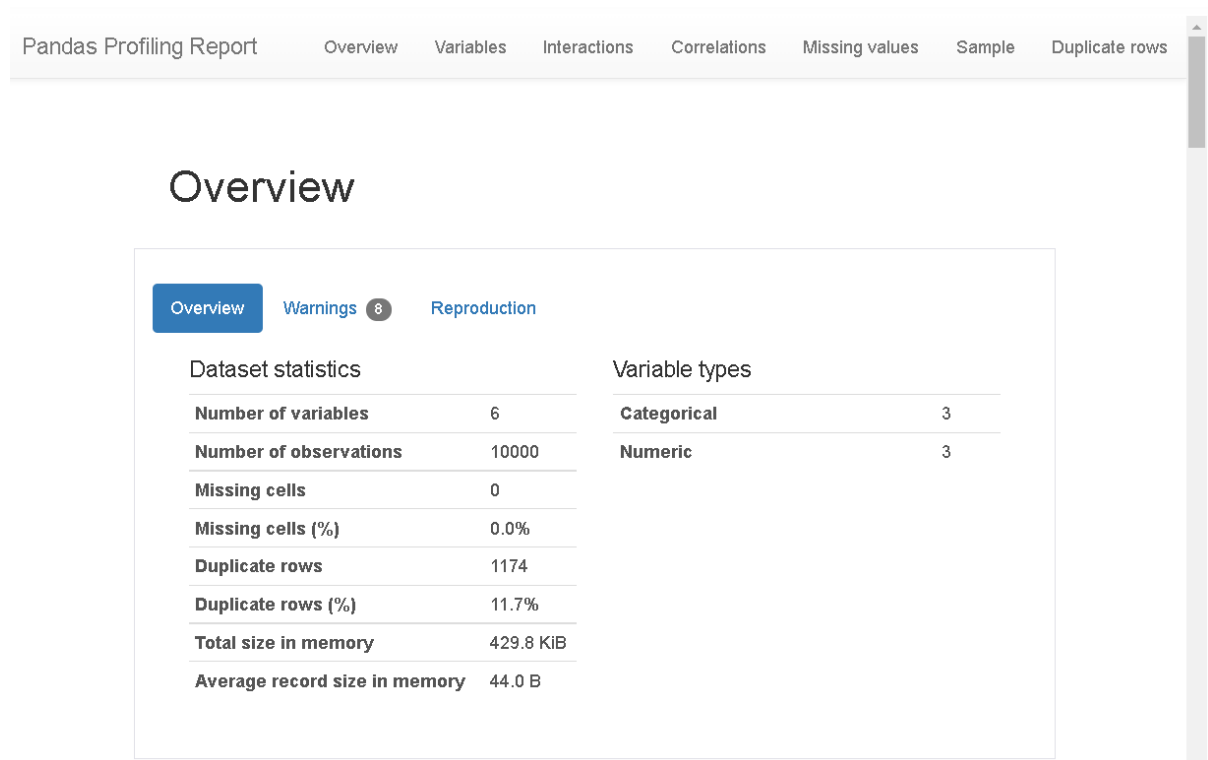 Pandas Profiling Report Overview Variables Interactions Correlations Missing values Sample Duplicate rows
Overview
Overview Warnings 8 Reproduction
Dataset statistics
Number of variables 6
Number of observations 10000
Missing cells 0
Missing cells (%) 0.0%
Duplicate rows 1174
Duplicate rows (%) 11.7%
Total size in memory 429.8 KiB
Average record size in memory 44.0 B
Variable types
Categorical 3
Numeric 3